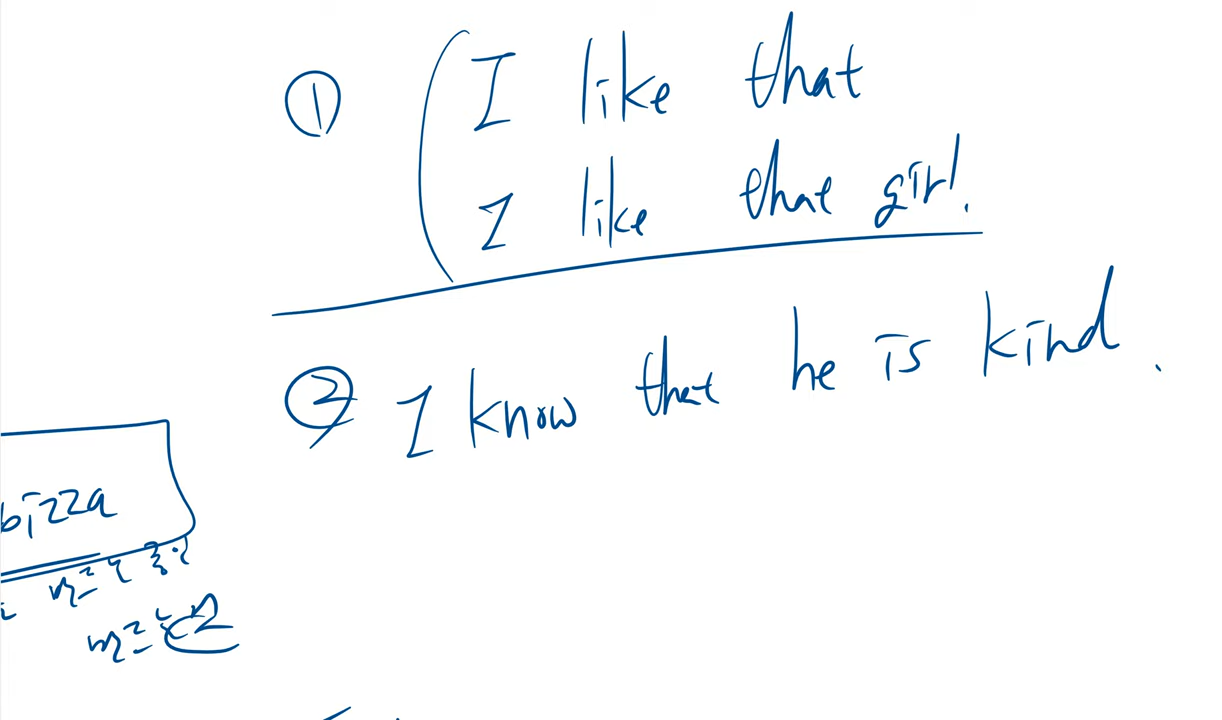 ① I like that
I like that girl.
② I know that he is kind.
pizza